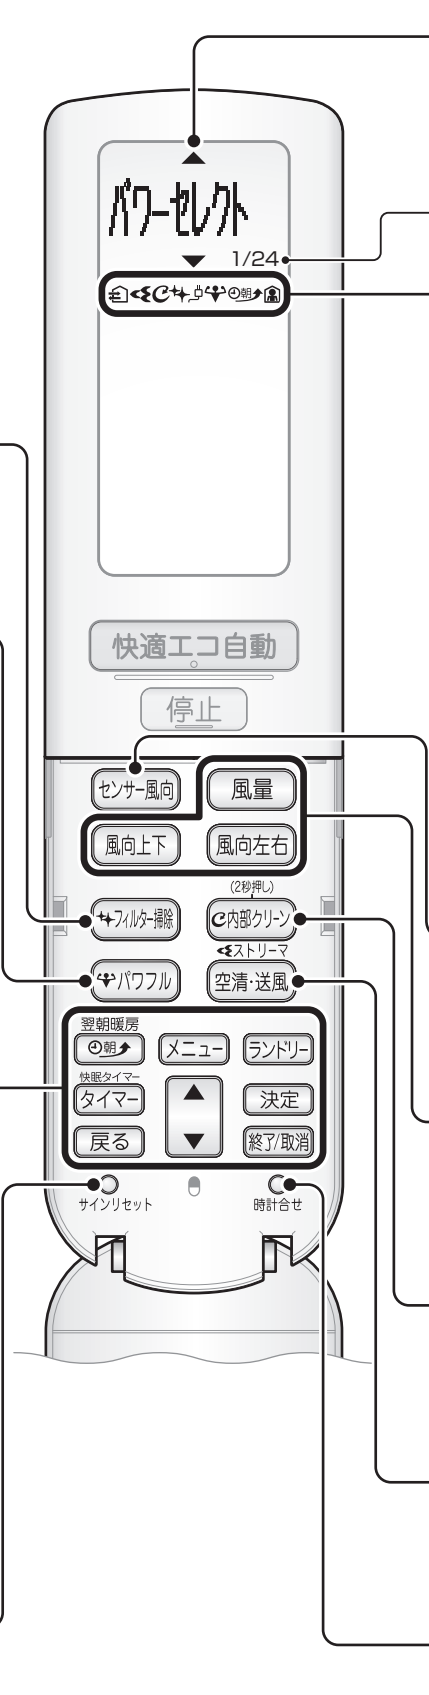 パワーセレクト
1/24
朝
快適エコ自動
停止
センサー風向 風量
風向上下 風向左右
(2秒押し)
フィルター掃除 内部クリーン
ストリーマ
パワフル 空清・送風
翌朝暖房
朝 メニュー ランドリー
快眠タイマー
タイマー 決定
戻る 終了/取消
サインリセット 時計合せ